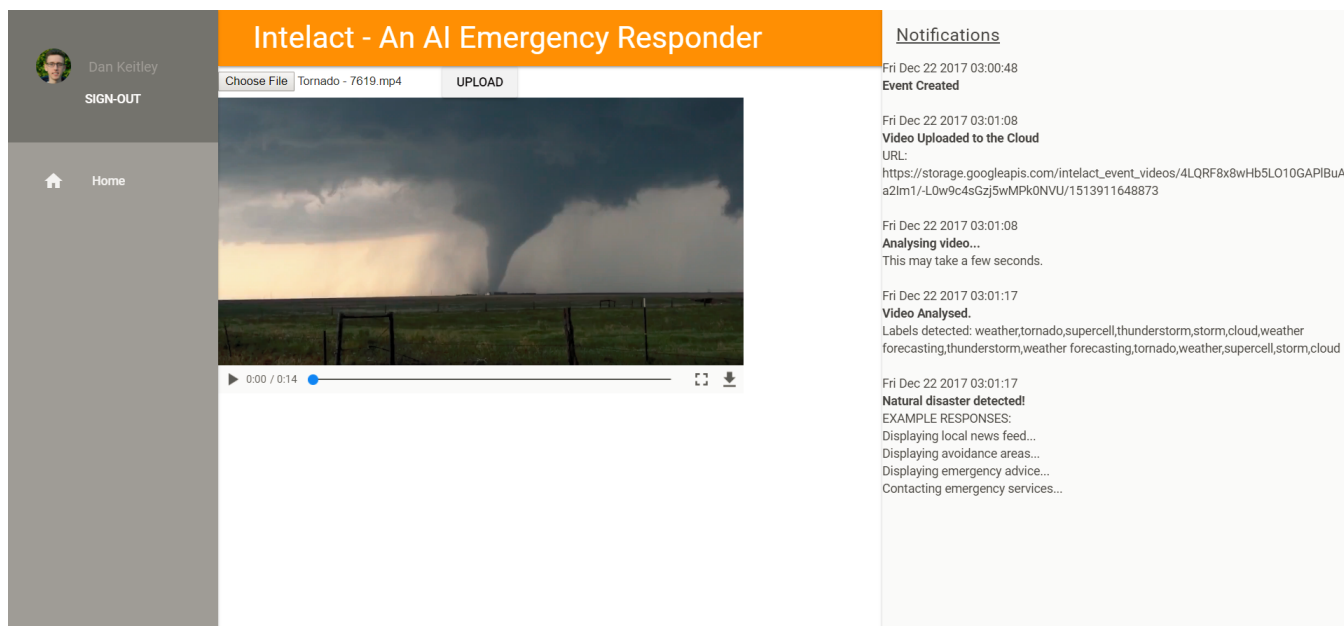 Dan Keitley
SIGN-OUT
Home
Intelact - An AI Emergency Responder
Choose File Tornado - 7619.mp4 UPLOAD
0:00 / 0:14
Notifications
Fri Dec 22 2017 03:00:48
Event Created
Fri Dec 22 2017 03:01:08
Video Uploaded to the Cloud
URL:
https://storage.googleapis.com/intelact_event_videos/4LQRF8x8wHb5LO10GAPlBuA
a2Im1/-L0w9c4sGzj5wMPk0NVU/1513911648873
Fri Dec 22 2017 03:01:08
Analysing video...
This may take a few seconds.
Fri Dec 22 2017 03:01:17
Video Analysed.
Labels detected: weather,tornado,supercell,thunderstorm,storm,cloud,weather
forecasting,thunderstorm,weather forecasting,tornado,weather,supercell,storm,cloud
Fri Dec 22 2017 03:01:17
Natural disaster detected!
EXAMPLE RESPONSES:
Displaying local news feed...
Displaying avoidance areas...
Displaying emergency advice...
Contacting emergency services...